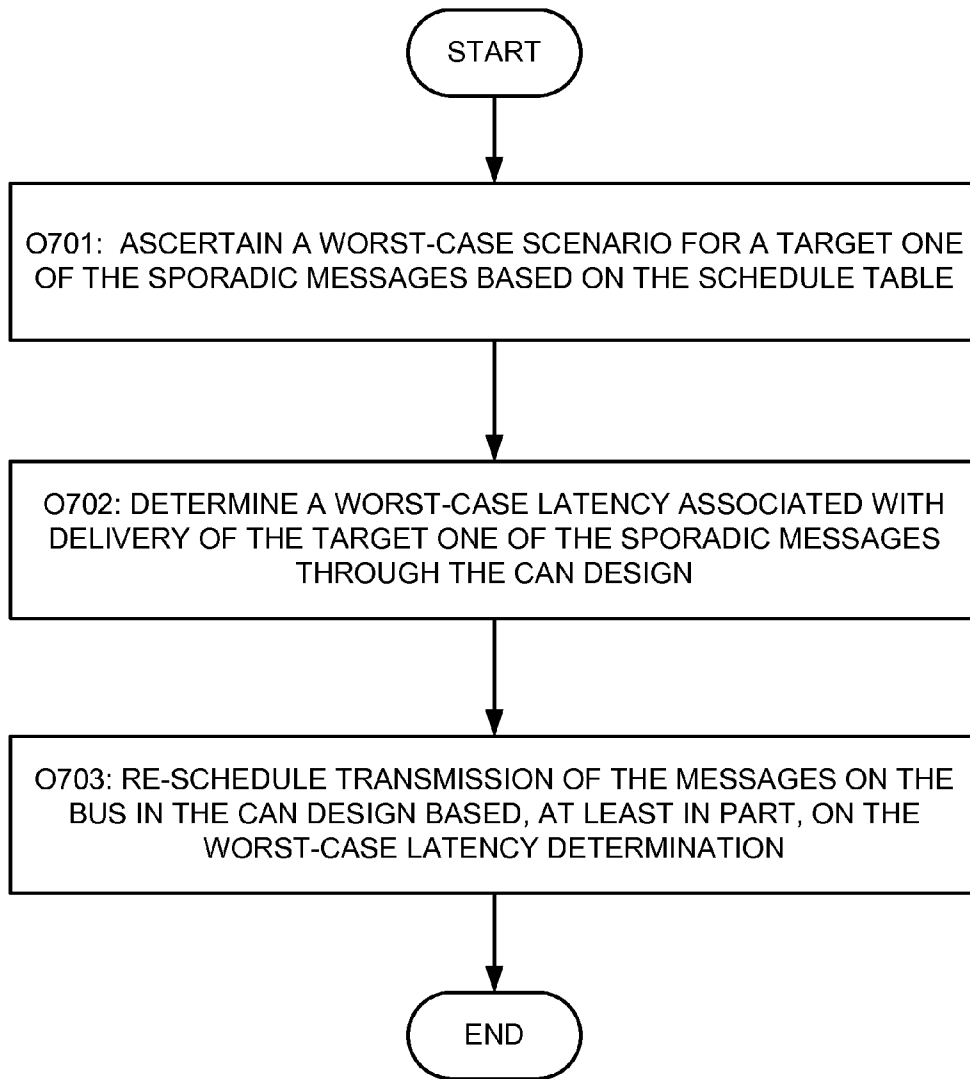 START
O701: ASCERTAIN A WORST-CASE SCENARIO FOR A TARGET ONE
OF THE SPORADIC MESSAGES BASED ON THE SCHEDULE TABLE
O702: DETERMINE A WORST-CASE LATENCY ASSOCIATED WITH
DELIVERY OF THE TARGET ONE OF THE SPORADIC MESSAGES
THROUGH THE CAN DESIGN
O703: RE-SCHEDULE TRANSMISSION OF THE MESSAGES ON THE
BUS IN THE CAN DESIGN BASED, AT LEAST IN PART, ON THE
WORST-CASE LATENCY DETERMINATION
END